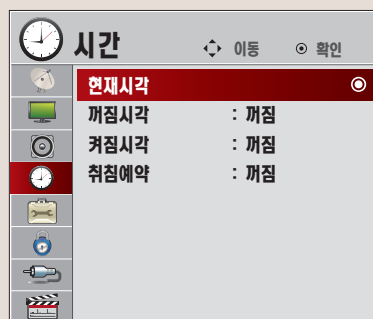 시간 이동 확인
현재시각
꺼짐시각 : 꺼짐
켜짐시각 : 꺼짐
취침예약 : 꺼짐